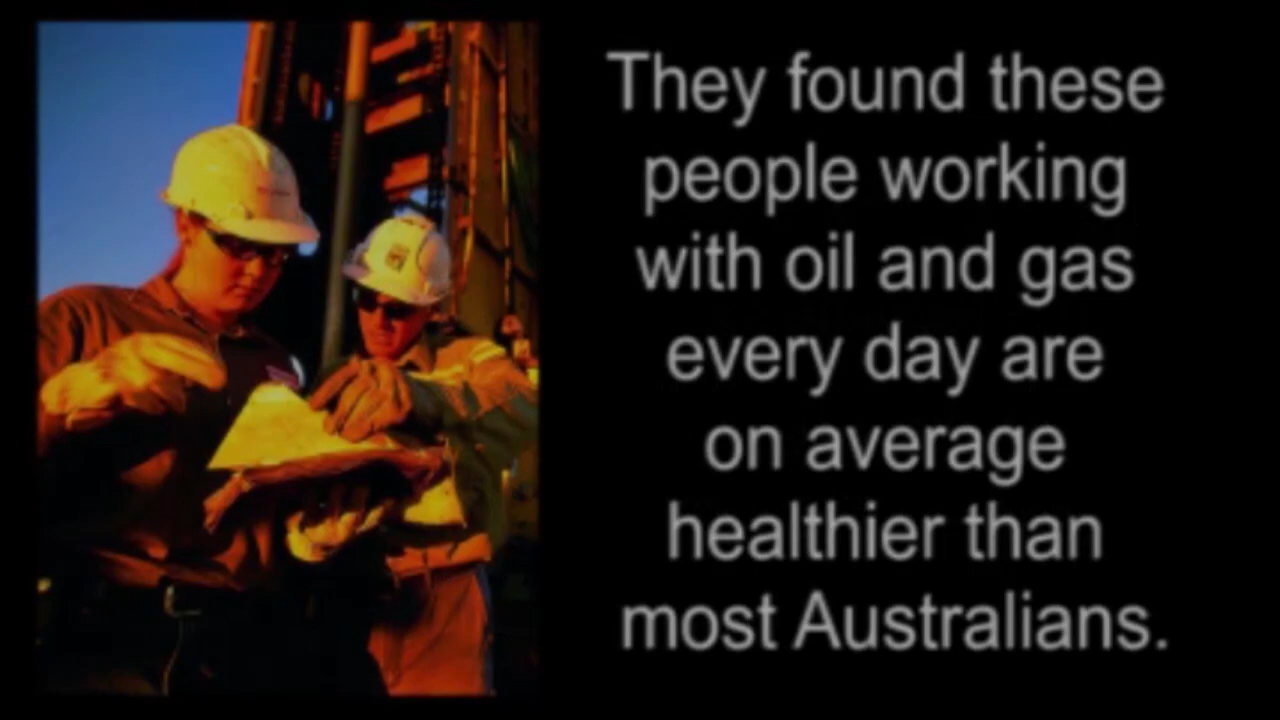 They found these
people working
with oil and gas
every day are
on average
healthier than
most Australians.